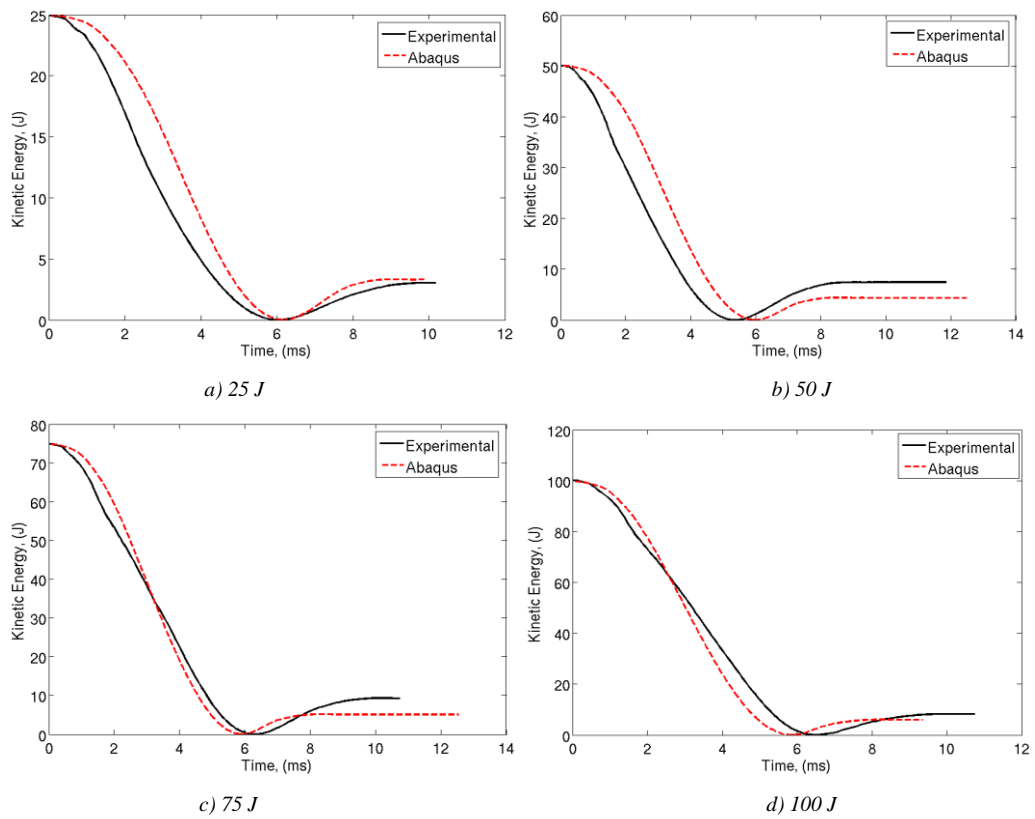 25
20
15
10
5
0
Kinetic Energy, (J)
Experimental
Abaqus
0 2 4 6 8 10 12
Time, (ms)
a) 25 J
60
50
40
30
20
10
0
Kinetic Energy, (J)
Experimental
Abaqus
0 2 4 6 8 10 12 14
Time, (ms)
b) 50 J
80
70
60
50
40
30
20
10
0
Kinetic Energy, (J)
Experimental
Abaqus
0 2 4 6 8 10 12 14
Time, (ms)
c) 75 J
120
100
80
60
40
20
0
Kinetic Energy, (J)
Experimental
Abaqus
0 2 4 6 8 10 12
Time, (ms)
d) 100 J